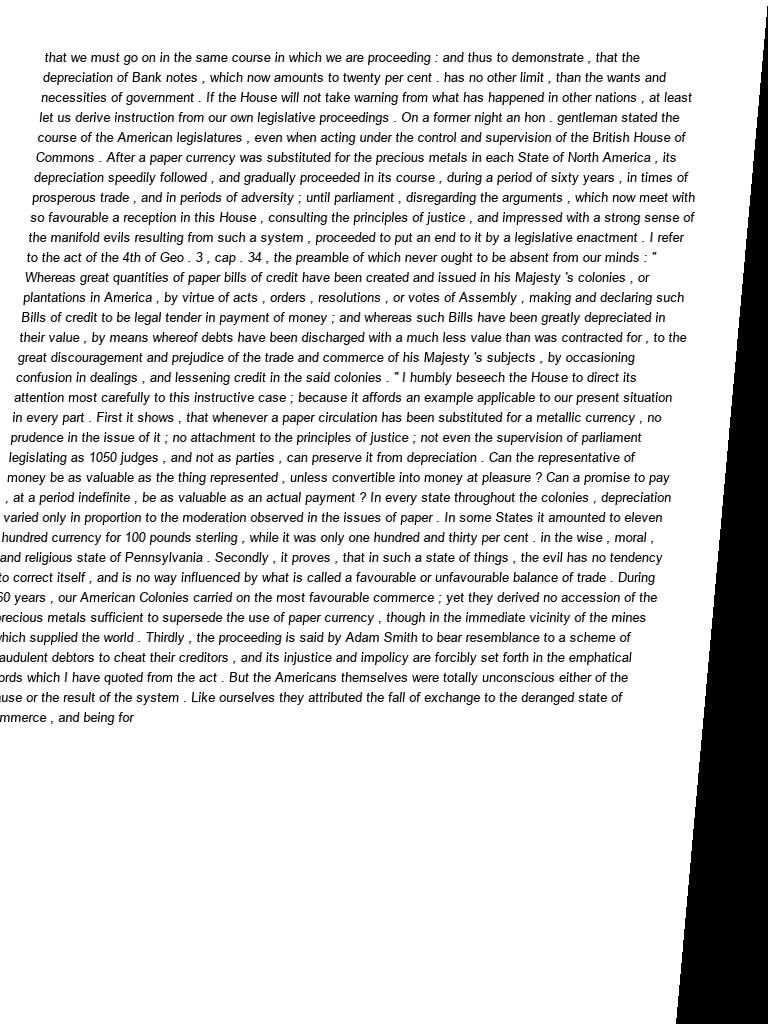 that we must go on in the same course in which we are proceeding : and thus to demonstrate , that the
depreciation of Bank notes , which now amounts to twenty per cent . has no other limit , than the wants and
necessities of government . If the House will not take warning from what has happened in other nations , at least
let us derive instruction from our own legislative proceedings . On a former night an hon . gentleman stated the
course of the American legislatures , even when acting under the control and supervision of the British House of
Commons . After a paper currency was substituted for the precious metals in each State of North America , its
depreciation speedily followed , and gradually proceeded in its course , during a period of sixty years , in times of
prosperous trade , and in periods of adversity ; until parliament , disregarding the arguments , which now meet with
so favourable a reception in this House , consulting the principles of justice , and impressed with a strong sense of
the manifold evils resulting from such a system , proceeded to put an end to it by a legislative enactment . I refer
to the act of the 4th of Geo . 3 , cap . 34 , the preamble of which never ought to be absent from our minds : "
Whereas great quantities of paper bills of credit have been created and issued in his Majesty 's colonies , or
plantations in America , by virtue of acts , orders , resolutions , or votes of Assembly , making and declaring such
Bills of credit to be legal tender in payment of money ; and whereas such Bills have been greatly depreciated in
their value , by means whereof debts have been discharged with a much less value than was contracted for , to the
great discouragement and prejudice of the trade and commerce of his Majesty 's subjects , by occasioning
confusion in dealings , and lessening credit in the said colonies . " I humbly beseech the House to direct its
attention most carefully to this instructive case ; because it affords an example applicable to our present situation
in every part . First it shows , that whenever a paper circulation has been substituted for a metallic currency , no
prudence in the issue of it ; no attachment to the principles of justice ; not even the supervision of parliament
legislating as 1050 judges , and not as parties , can preserve it from depreciation . Can the representative of
money be as valuable as the thing represented , unless convertible into money at pleasure ? Can a promise to pay
, at a period indefinite , be as valuable as an actual payment ? In every state throughout the colonies , depreciation
varied only in proportion to the moderation observed in the issues of paper . In some States it amounted to eleven
hundred currency for 100 pounds sterling , while it was only one hundred and thirty per cent . in the wise , moral ,
and religious state of Pennsylvania . Secondly , it proves , that in such a state of things , the evil has no tendency
to correct itself , and is no way influenced by what is called a favourable or unfavourable balance of trade . During
60 years , our American Colonies carried on the most favourable commerce ; yet they derived no accession of the
precious metals sufficient to supersede the use of paper currency , though in the immediate vicinity of the mines
which supplied the world . Thirdly , the proceeding is said by Adam Smith to bear resemblance to a scheme of
audulent debtors to cheat their creditors , and its injustice and impolicy are forcibly set forth in the emphatical
ords which I have quoted from the act . But the Americans themselves were totally unconscious either of the
use or the result of the system . Like ourselves they attributed the fall of exchange to the deranged state of
mmerce , and being for